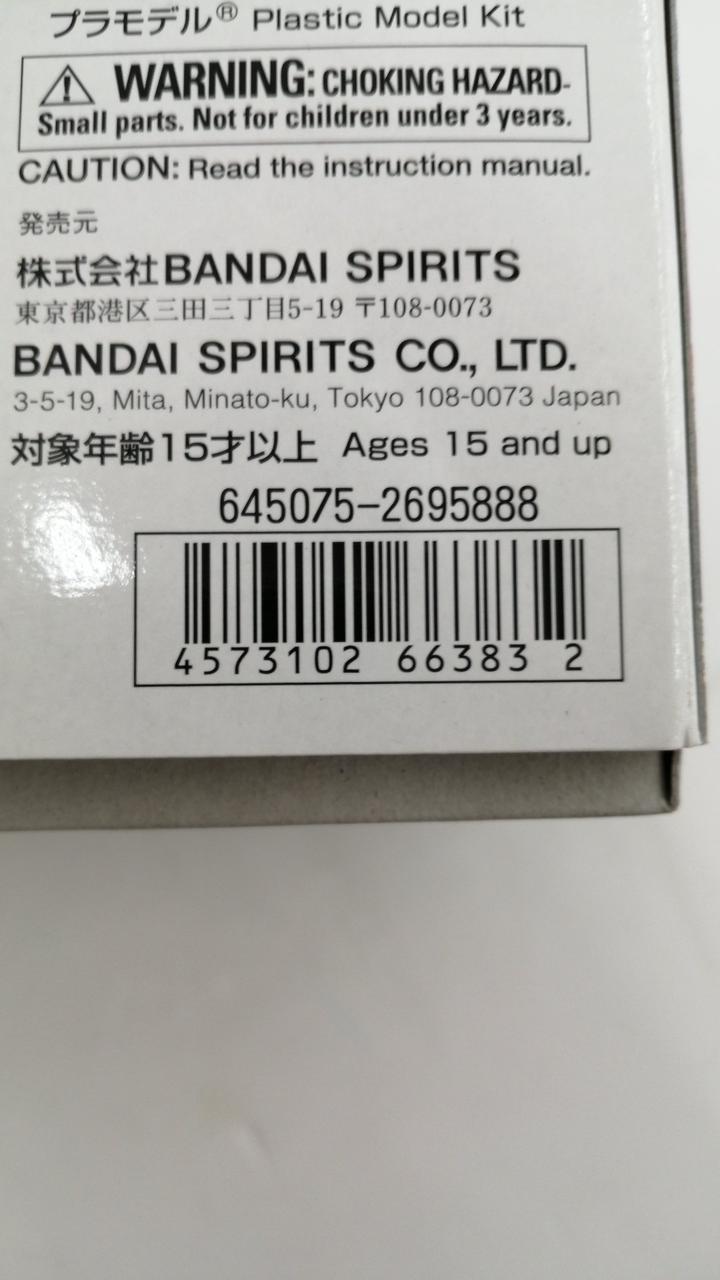 プラモデル® Plastic Model Kit
WARNING: CHOKING HAZARD-
Small parts. Not for children under 3 years.
CAUTION: Read the instruction manual.
発売元
株式会社BANDAI SPIRITS
東京都港区三田三丁目5-19 〒108-0073
BANDAI SPIRITS CO., LTD.
3-5-19, Mita, Minato-ku, Tokyo 108-0073 Japan
対象年齢15才以上 Ages 15 and up
645075-2695888
4573102 66383 2